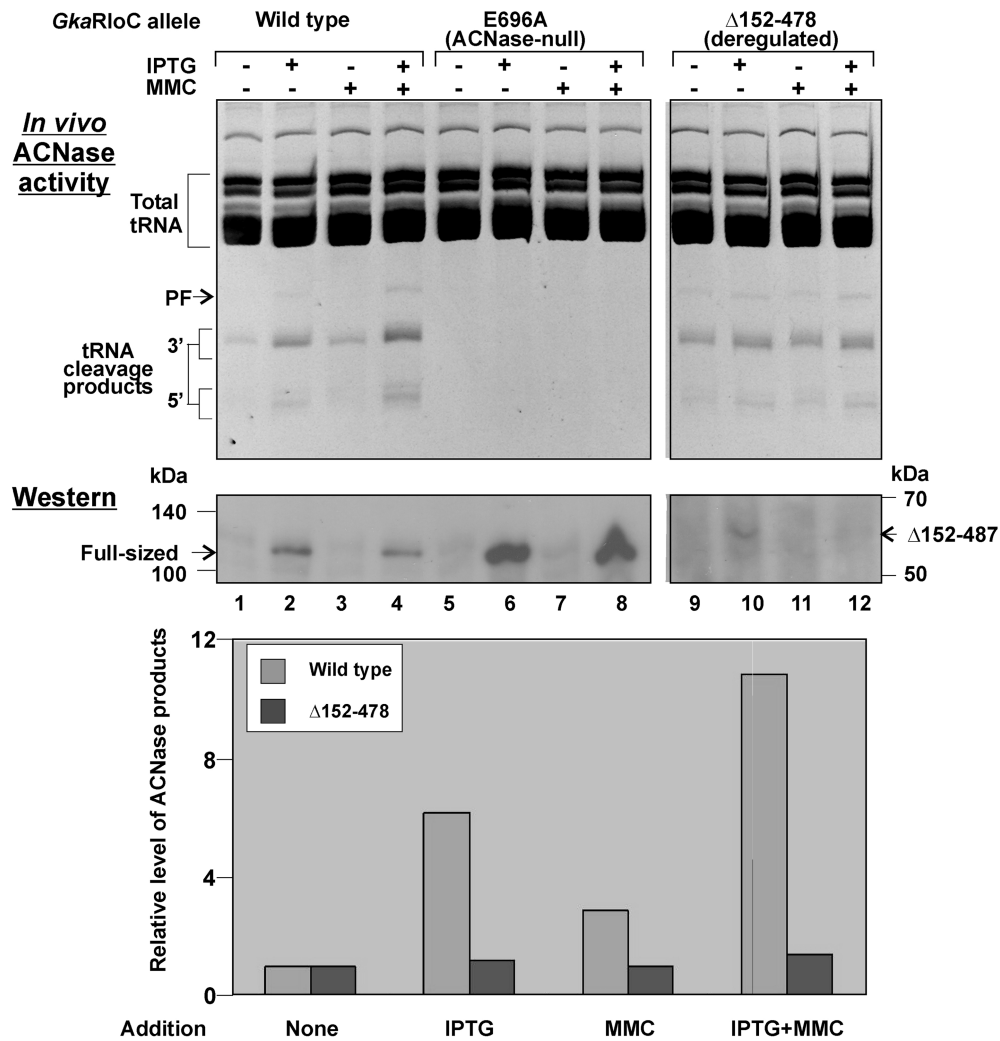 GkaRloC allele
Wild type
E696A
(ACNase-null)
Δ152-478
(deregulated)
IPTG - + - + - + - + - + - +
MMC - - + + - - + + - - + +
In vivo
ACNase
activity
Total
tRNA
PF
tRNA
cleavage
products
3’
5’
Western
kDa
140
Full-sized
100
kDa
70
Δ152-487
50
1 2 3 4 5 6 7 8 9 10 11 12
Relative level of ACNase products
12
8
4
0
Wild type
Δ152-478
Addition None IPTG MMC IPTG+MMC